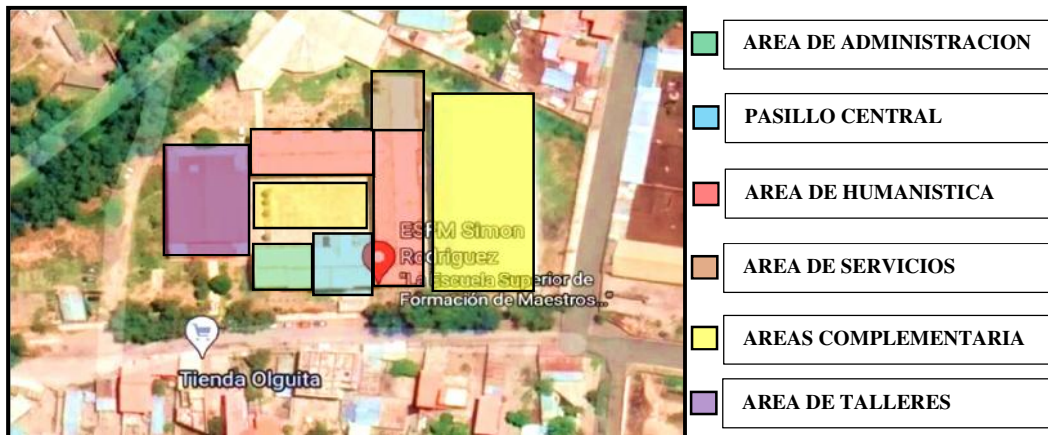 ESFM Simon
Rodriguez
"La Escuela Superior de
Formación de Maestros..."
Tienda Olguita
AREA DE ADMINISTRACION
PASILLO CENTRAL
AREA DE HUMANISTICA
AREA DE SERVICIOS
AREAS COMPLEMENTARIA
AREA DE TALLERES